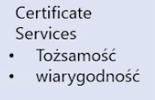 Certificate
Services
• Tożsamość
• wiarygodność